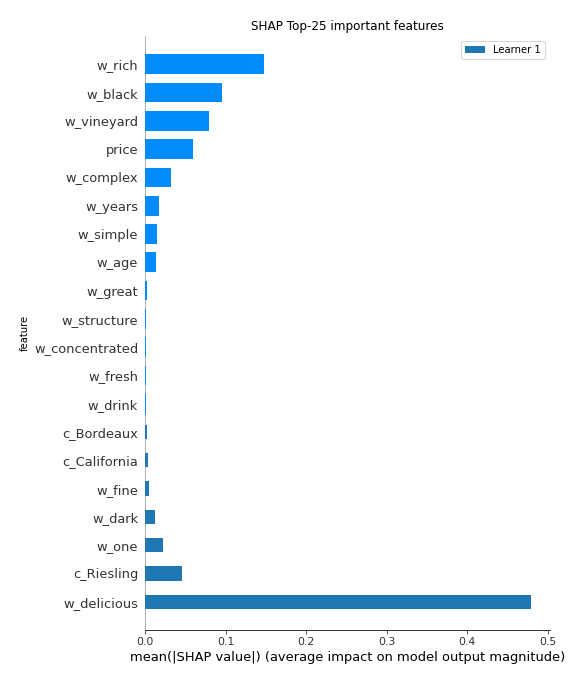 SHAP Top-25 important features
Learner 1
w_rich
w_black
w_vineyard
price
w_complex
w_years
w_simple
w_age
w_great
w_structure
w_concentrated
w_fresh
w_drink
c_Bordeaux
c_California
w_fine
w_dark
w_one
c_Riesling
w_delicious
feature
0.0 0.1 0.2 0.3 0.4 0.5
mean(|SHAP value|) (average impact on model output magnitude)